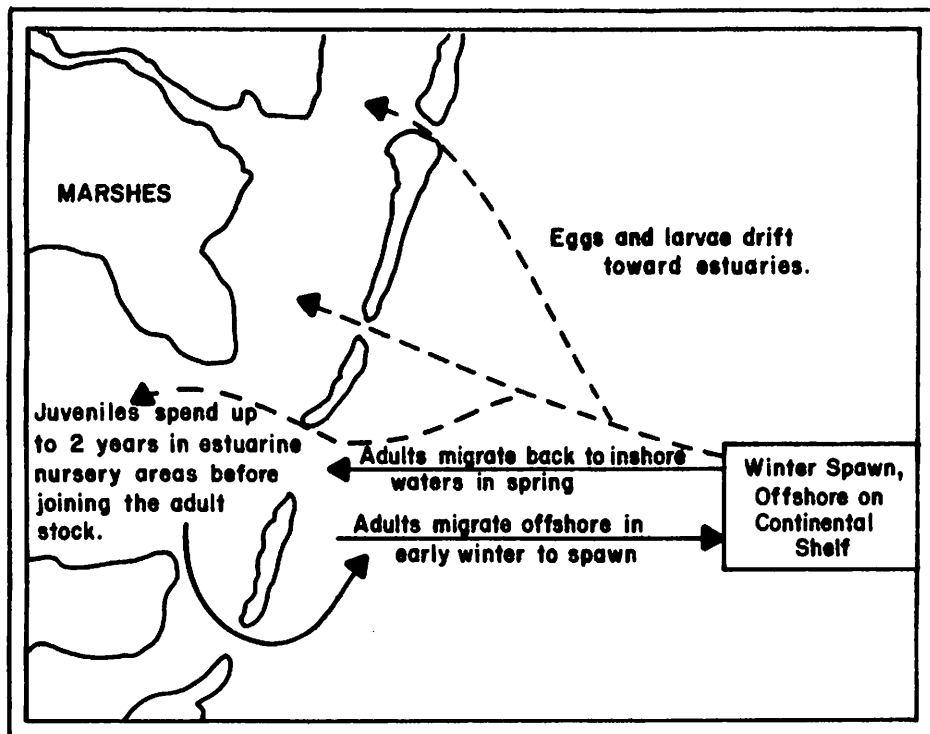 MARSHES
Eggs and larvae drift
toward estuaries.
Juveniles spend up
to 2 years in estuarine
nursery areas before
joining the adult
stock.
Adults migrate back to inshore
waters in spring
Adults migrate offshore in
early winter to spawn
Winter Spawn,
Offshore on
Continental
Shelf